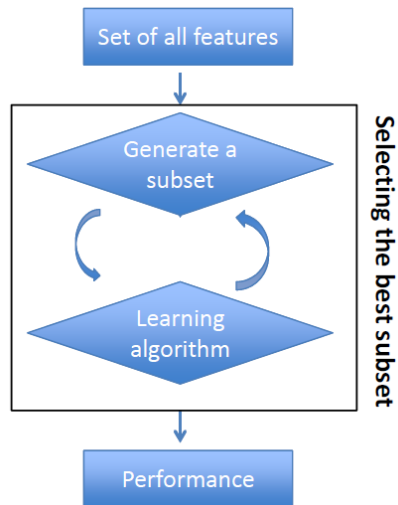 Set of all features
Generate a
subset
Learning
algorithm
Selecting the best subset
Performance